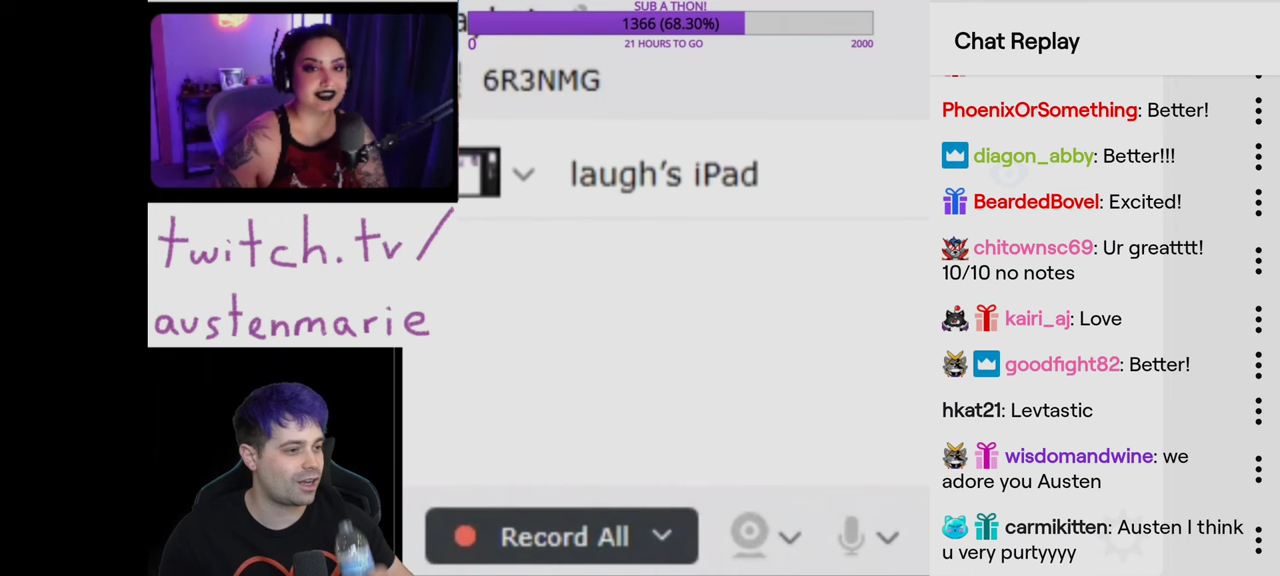 SUB A THON!
1366 (68.30%)
0
21 HOURS TO GO
2000
6R3NMG
laugh's iPad
twitch.tv/
austenmarie
Record All
Chat Replay
PhoenixOrSomething: Better!
diagon_abby: Better!!!
BeardedBovel: Excited!
chitownsc69: Ur greatttt!
10/10 no notes
kairi_aj: Love
goodfight82: Better!
hkat21: Levtastic
wisdomandwine: we
adore you Austen
carmikitten: Austen I think
u very purtyyyy